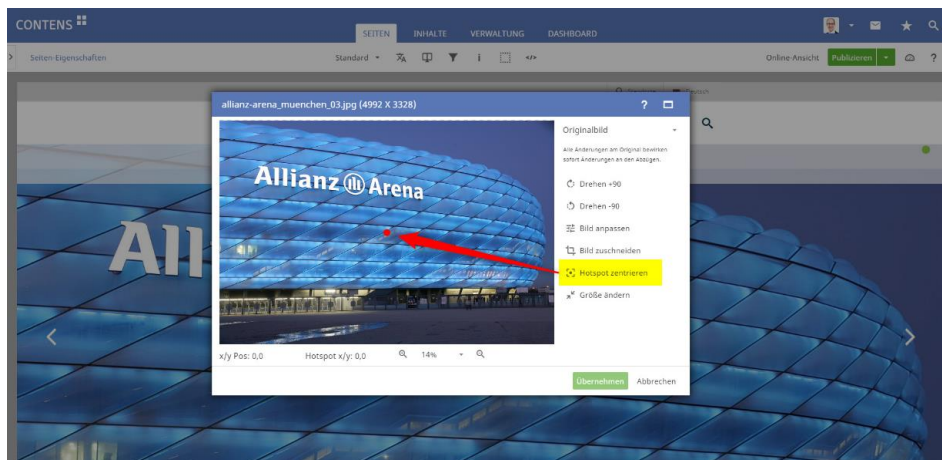 CONTENS
SEITEN INHALTE VERWALTUNG DASHBOARD
Seiten-Eigenschaften Standard Online-Ansicht Publizieren ?
allianz-arena_muenchen_03.jpg (4992 X 3328) ?
Originalbild
Alle Änderungen am Original bewirken
sofort Änderungen an den Abzügen.
Allianz Arena
Drehen +90
Drehen -90
Bild anpassen
Bild zuschneiden
Hotspot zentrieren
Größe ändern
All
x/y Pos: 0,0 Hotspot x/y: 0,0 14%
Übernehmen Abbrechen